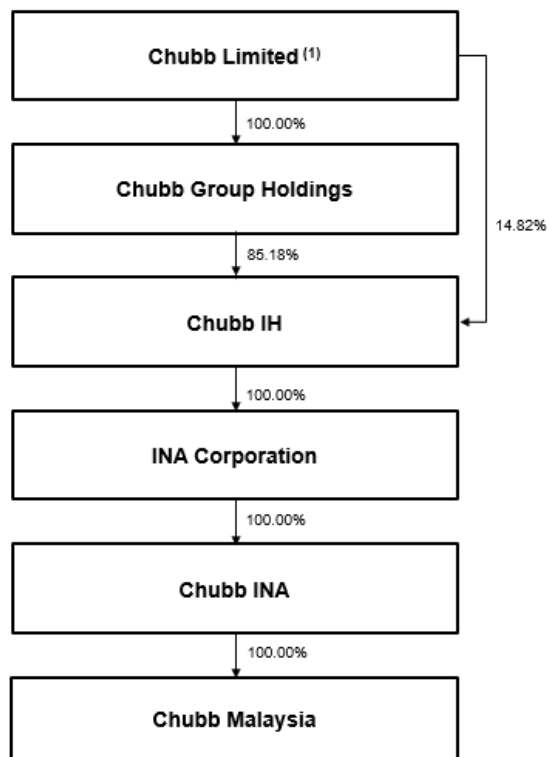 Chubb Limited (1)
100.00%
Chubb Group Holdings
14.82%
85.18%
Chubb IH
100.00%
INA Corporation
100.00%
Chubb INA
100.00%
Chubb Malaysia